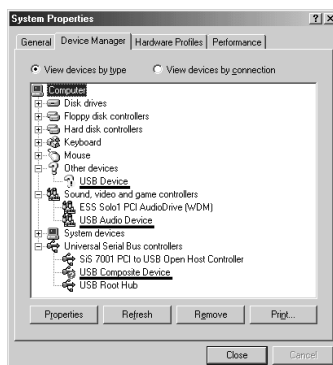 System Properties
General Device Manager Hardware Profiles Performance
View devices by type View devices by connection
Computer
Disk drives
Floppy disk controllers
Hard disk controllers
Keyboard
Mouse
Other devices
USB Device
Sound, video and game controllers
ESS Solo1 PCI AudioDrive (WDM)
USB Audio Device
System devices
Universal Serial Bus controllers
SiS 7001 PCI to USB Open Host Controller
USB Composite Device
USB Root Hub
Properties Refresh Remove Print...
Close Cancel